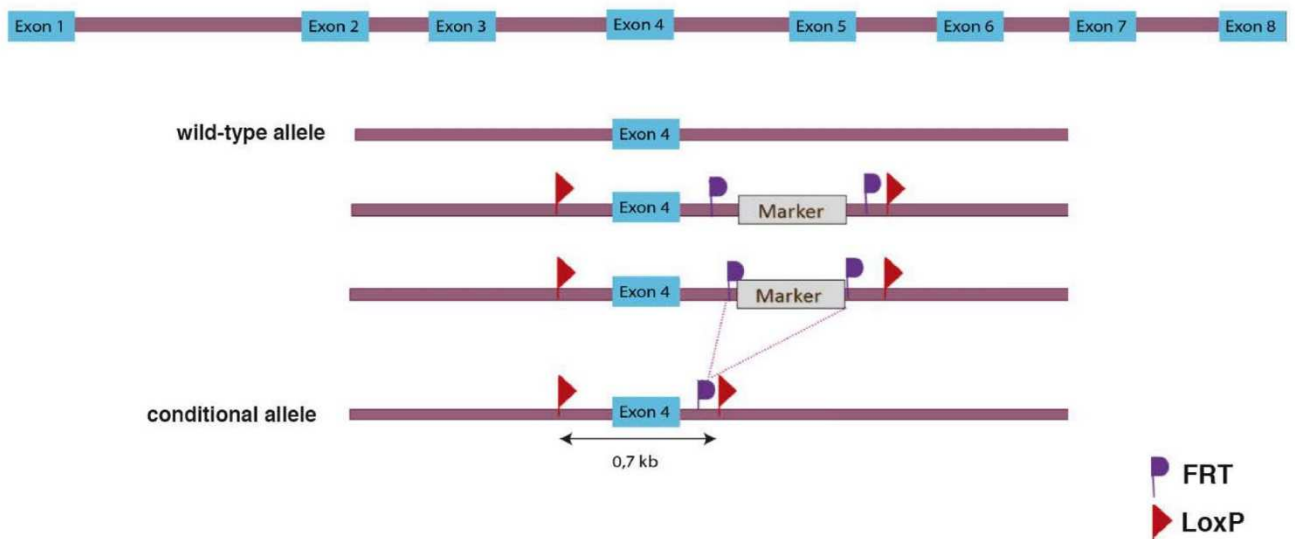 Exon 1 Exon 2 Exon 3 Exon 4 Exon 5 Exon 6 Exon 7 Exon 8
wild-type allele Exon 4
Exon 4 Marker
Exon 4 Marker
conditional allele Exon 4
0,7 kb
FRT
LoxP